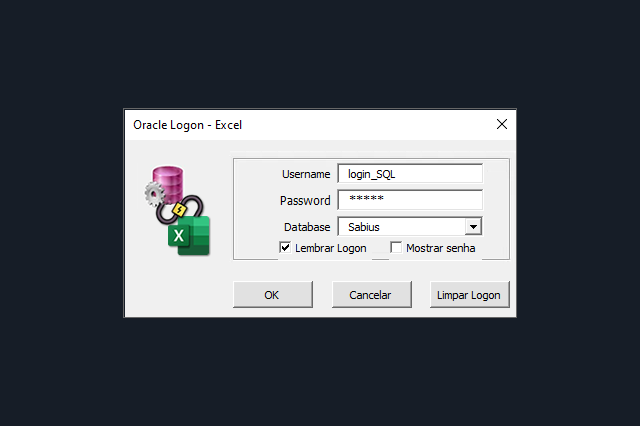 Oracle Logon - Excel
Username login_SQL
Password *****
Database Sabius
Lembrar Logon Mostrar senha
OK Cancelar Limpar Logon
X